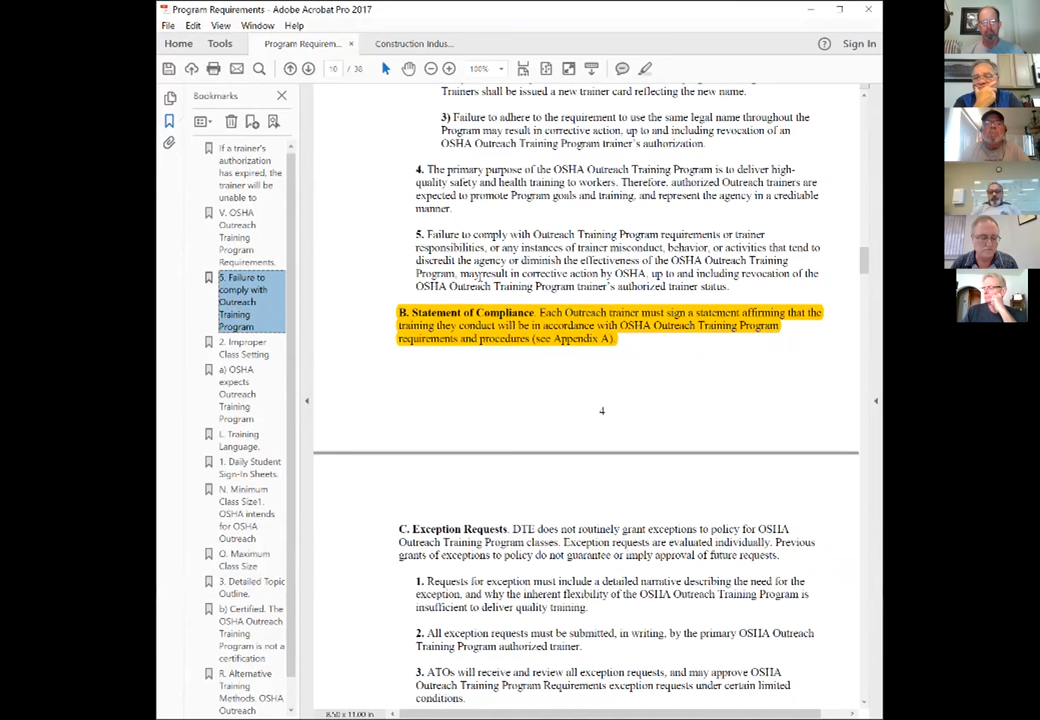 Program Requirements - Adobe Acrobat Pro 2017
File Edit View Window Help
Home Tools Program Requirem... × Construction Indus... Sign In
10 / 38 100%
Bookmarks
If a trainer's
authorization
has expired, the
trainer will be
unable to
V. OSHA
Outreach
Training
Program
Requirements.
5. Failure to
comply with
Outreach
Training
Program
2. Improper
Class Setting
a) OSHA
expects
Outreach
Training
Program
L. Training
Language.
1. Daily Student
Sign-In Sheets.
N. Minimum
Class Size1.
OSHA intends
for OSHA
Outreach
O. Maximum
Class Size
3. Detailed Topic
Outline.
b) Certified. The
OSHA Outreach
Training
Program is not a
certification
R. Alternative
Training
Methods. OSHA
Outreach
Trainers shall be issued a new trainer card reflecting the new name.
3) Failure to adhere to the requirement to use the same legal name throughout the
Program may result in corrective action, up to and including revocation of an
OSHA Outreach Training Program trainer's authorization.
4. The primary purpose of the OSHA Outreach Training Program is to deliver high-
quality safety and health training to workers. Therefore, authorized Outreach trainers are
expected to promote Program goals and training, and represent the agency in a creditable
manner.
5. Failure to comply with Outreach Training Program requirements or trainer
responsibilities, or any instances of trainer misconduct, behavior, or activities that tend to
discredit the agency or diminish the effectiveness of the OSHA Outreach Training
Program, may result in corrective action by OSHA, up to and including revocation of the
OSHA Outreach Training Program trainer's authorized trainer status.
B. Statement of Compliance. Each Outreach trainer must sign a statement affirming that the
training they conduct will be in accordance with OSHA Outreach Training Program
requirements and procedures (see Appendix A).
4
C. Exception Requests. DTE does not routinely grant exceptions to policy for OSHA
Outreach Training Program classes. Exception requests are evaluated individually. Previous
grants of exceptions to policy do not guarantee or imply approval of future requests.
1. Requests for exception must include a detailed narrative describing the need for the
exception, and why the inherent flexibility of the OSHA Outreach Training Program is
insufficient to deliver quality training.
2. All exception requests must be submitted, in writing, by the primary OSHA Outreach
Training Program authorized trainer.
3. ATOs will receive and review all exception requests, and may approve OSHA
Outreach Training Program Requirements exception requests under certain limited
conditions.
8.50 x 11.00 in